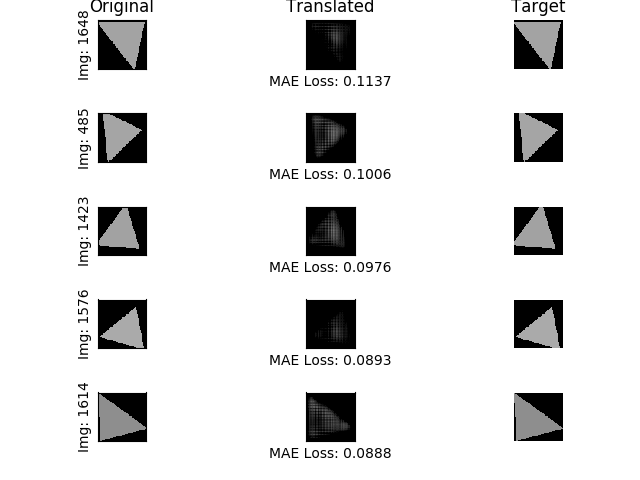 Original Translated Target
Img: 1648
MAE Loss: 0.1137
Img: 485
MAE Loss: 0.1006
Img: 1423
MAE Loss: 0.0976
Img: 1576
MAE Loss: 0.0893
Img: 1614
MAE Loss: 0.0888